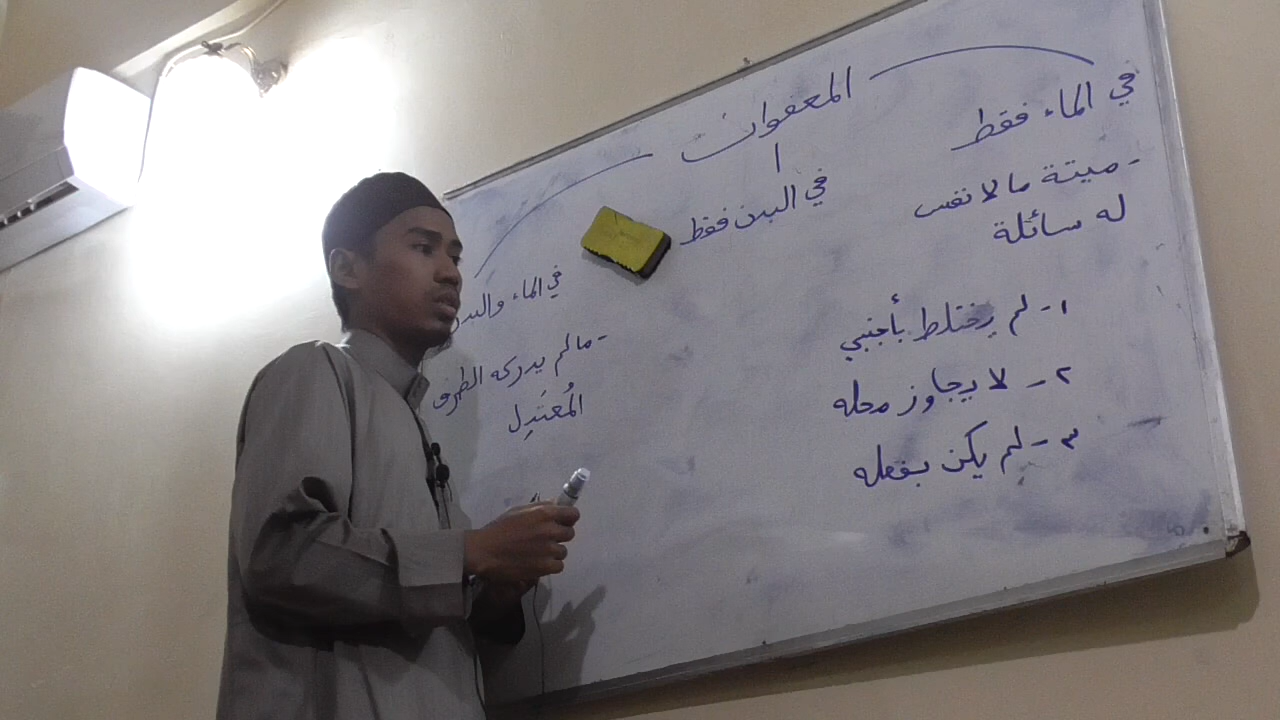 المعفوات
في الماء فقط
- ميتة ما لا نفس
له سائلة
١- لم يختلط بأجنبي
٢- لا يجاوز محله
٣- لم يكن بفعله
في البدن فقط
في الماء والبدن
- ما لم يدركه الطرف
المُعتَدِل